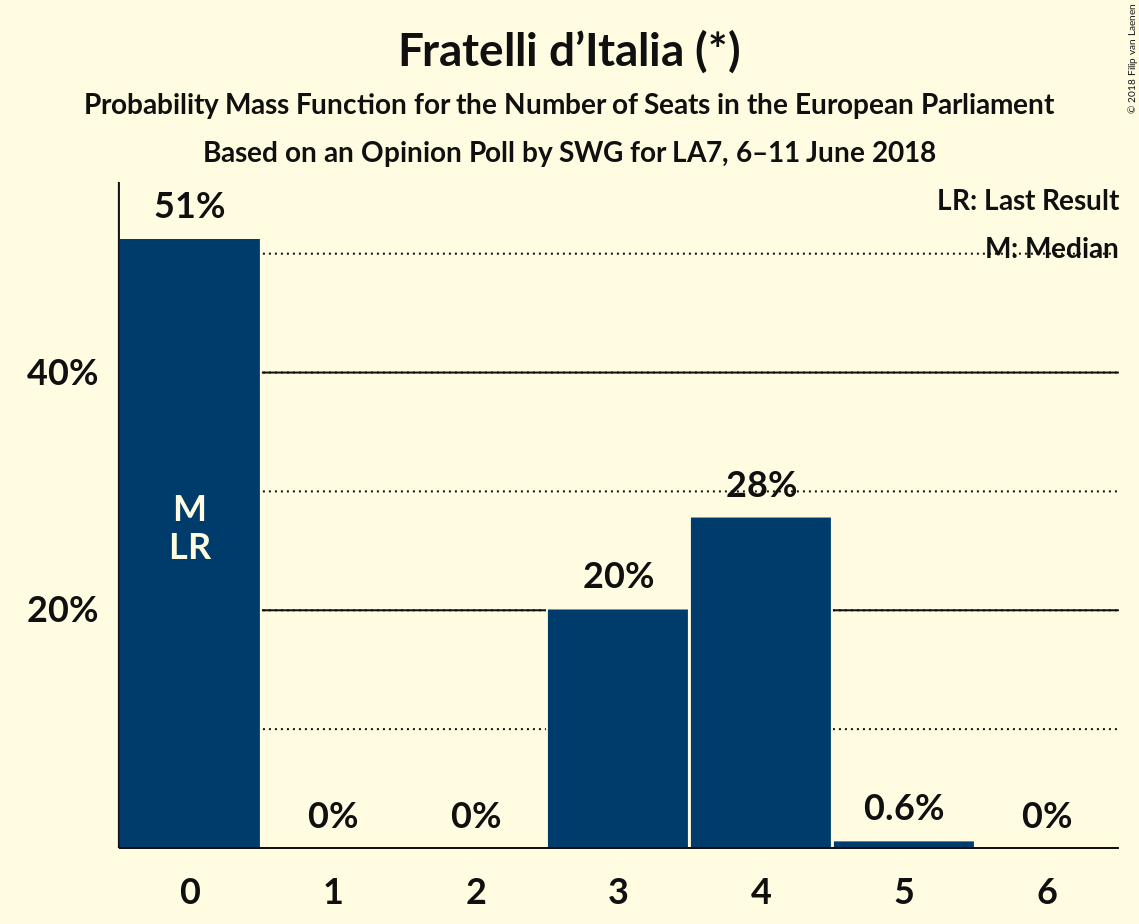 Fratelli d’Italia (*)
Probability Mass Function for the Number of Seats in the European Parliament
Based on an Opinion Poll by SWG for LA7, 6–11 June 2018
© 2018 Filip van Laenen
LR: Last Result
M: Median
51%
40%
20%
M
LR
0%
0%
20%
28%
0.6%
0%
0 1 2 3 4 5 6